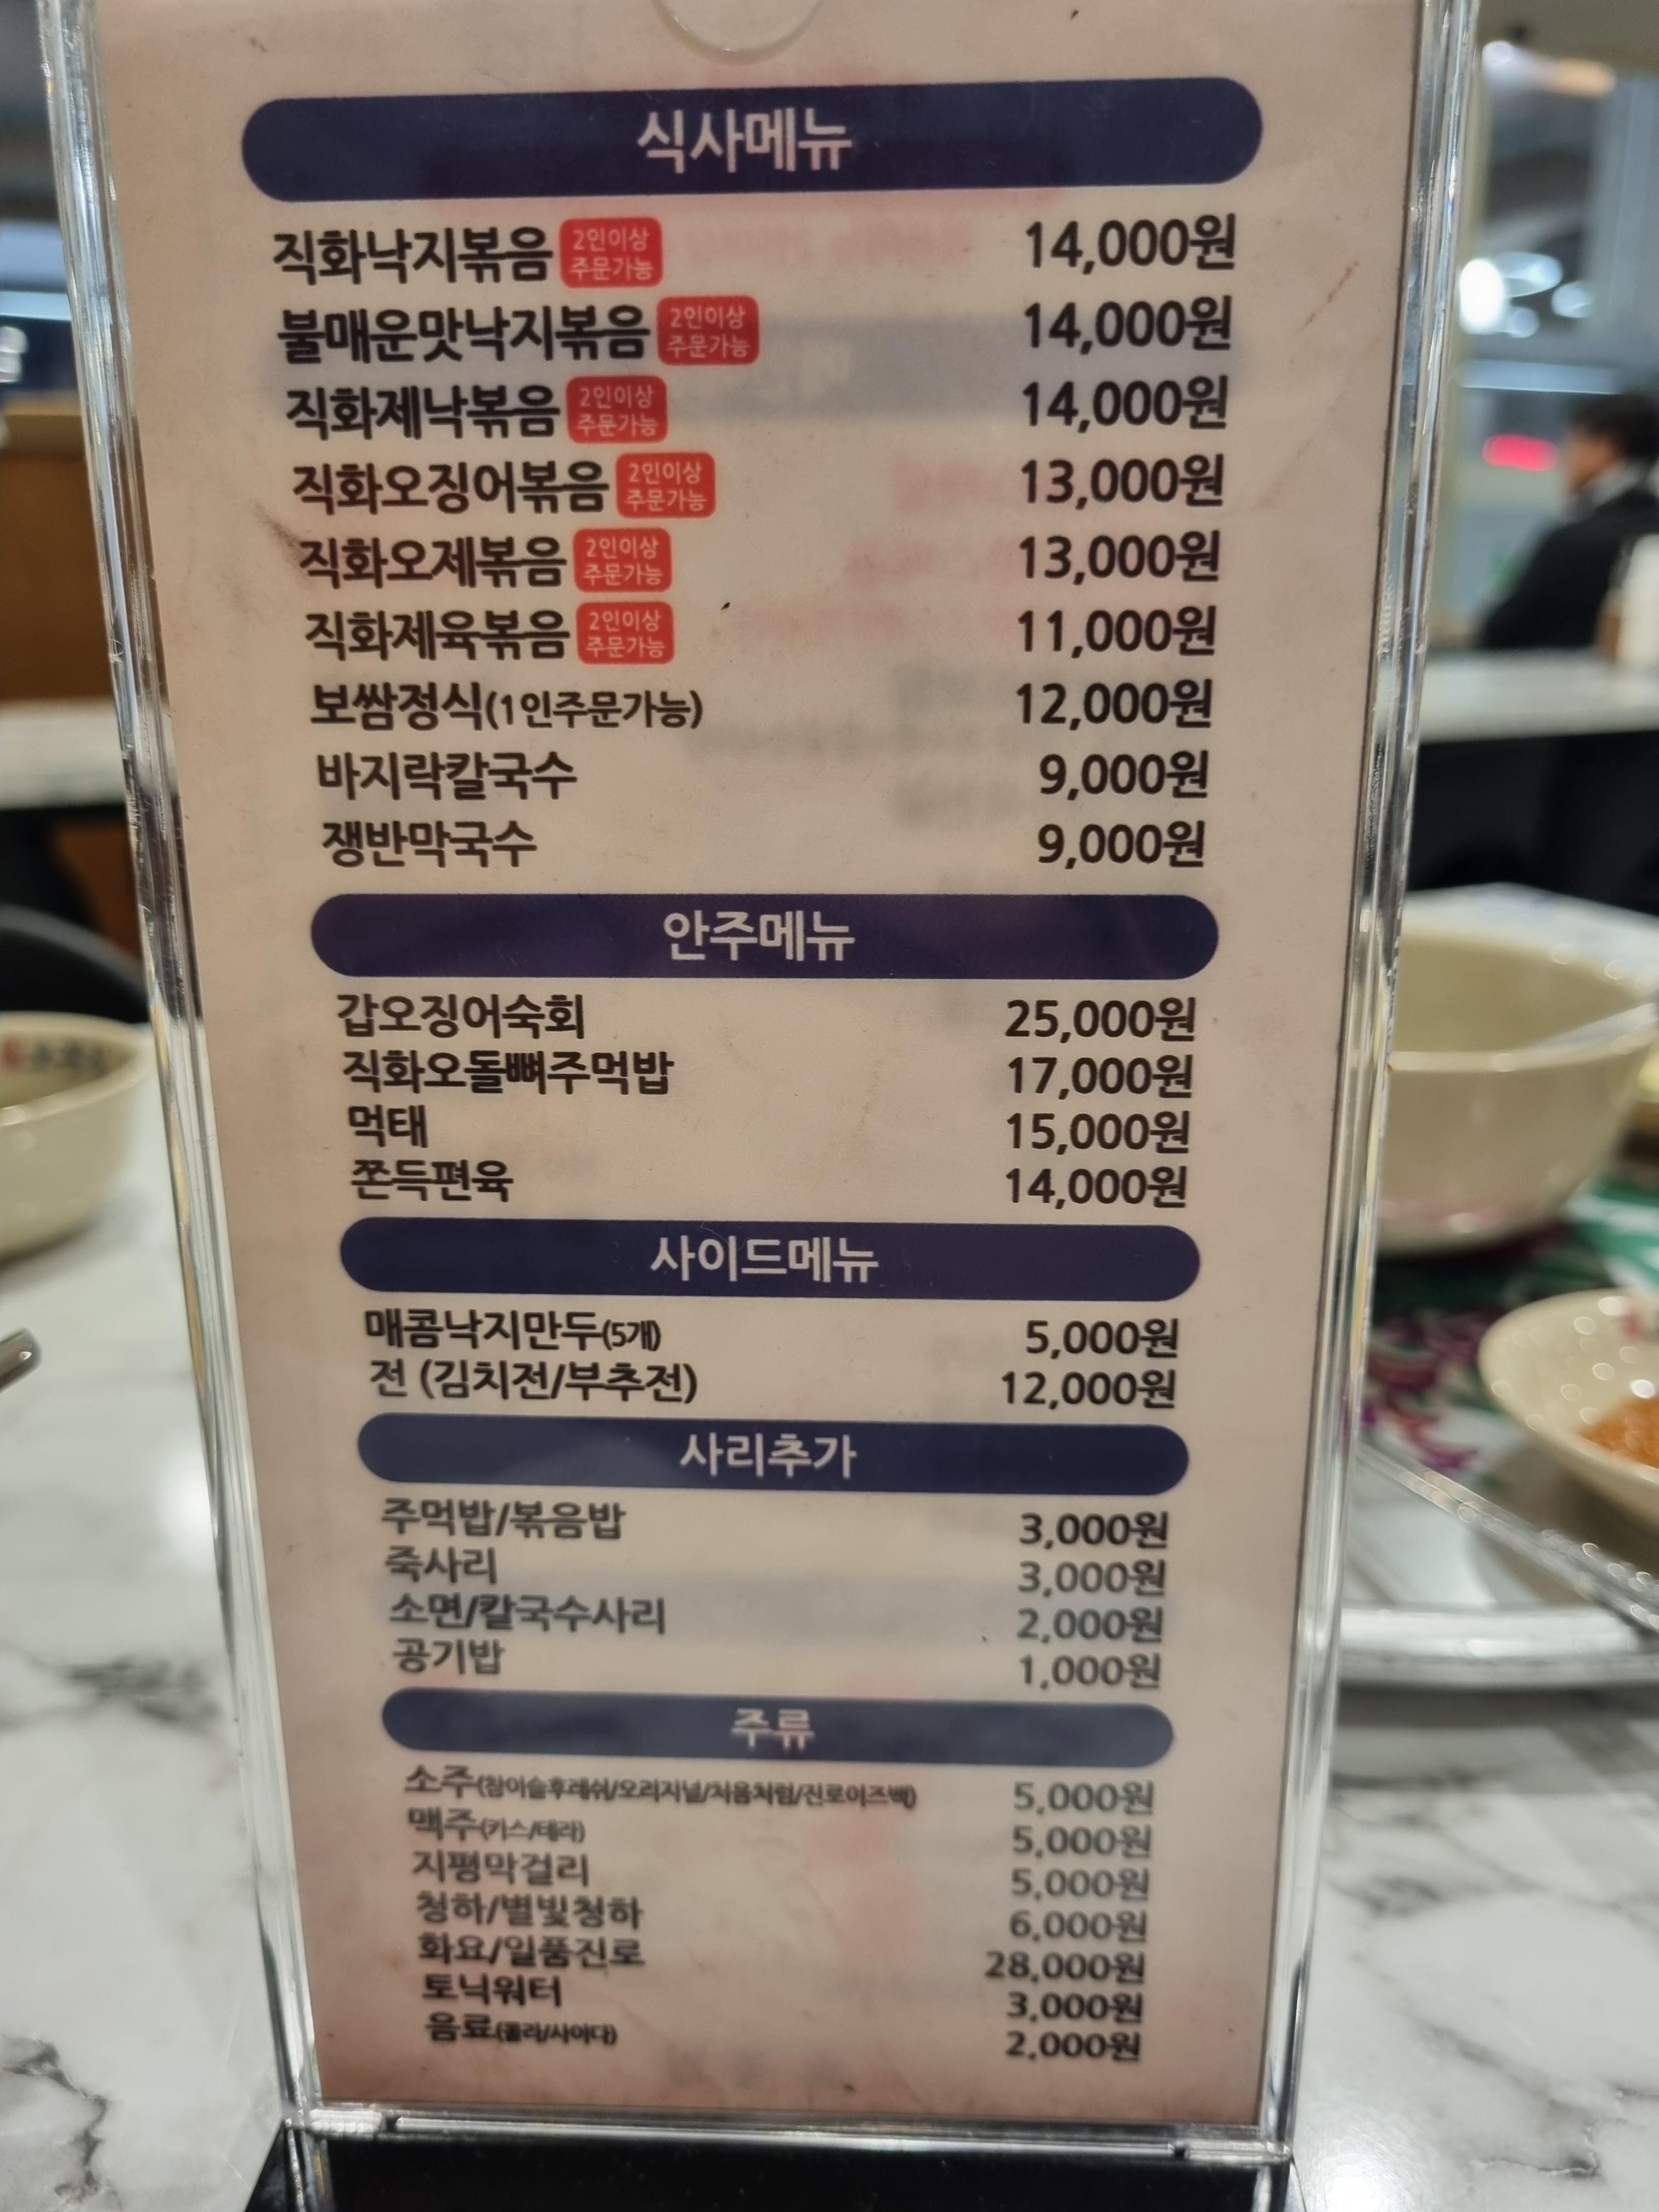 식사메뉴
직화낙지볶음 2인이상 주문가능 14,000원
불매운맛낙지볶음 2인이상 주문가능 14,000원
직화제낙볶음 2인이상 주문가능 14,000원
직화오징어볶음 2인이상 주문가능 13,000원
직화오제볶음 2인이상 주문가능 13,000원
직화제육볶음 2인이상 주문가능 11,000원
보쌈정식(1인주문가능) 12,000원
바지락칼국수 9,000원
쟁반막국수 9,000원
안주메뉴
갑오징어숙회 25,000원
직화오돌뼈주먹밥 17,000원
먹태 15,000원
쫀득편육 14,000원
사이드메뉴
매콤낙지만두(5개) 5,000원
전 (김치전/부추전) 12,000원
사리추가
주먹밥/볶음밥 3,000원
죽사리 3,000원
소면/칼국수사리 2,000원
공기밥 1,000원
주류
소주(참이슬후레쉬/오리지널/처음처럼/진로이즈백) 5,000원
맥주(카스/테라) 5,000원
지평막걸리 5,000원
청하/별빛청하 6,000원
화요/일품진로 28,000원
토닉워터 3,000원
음료(콜라/사이다) 2,000원